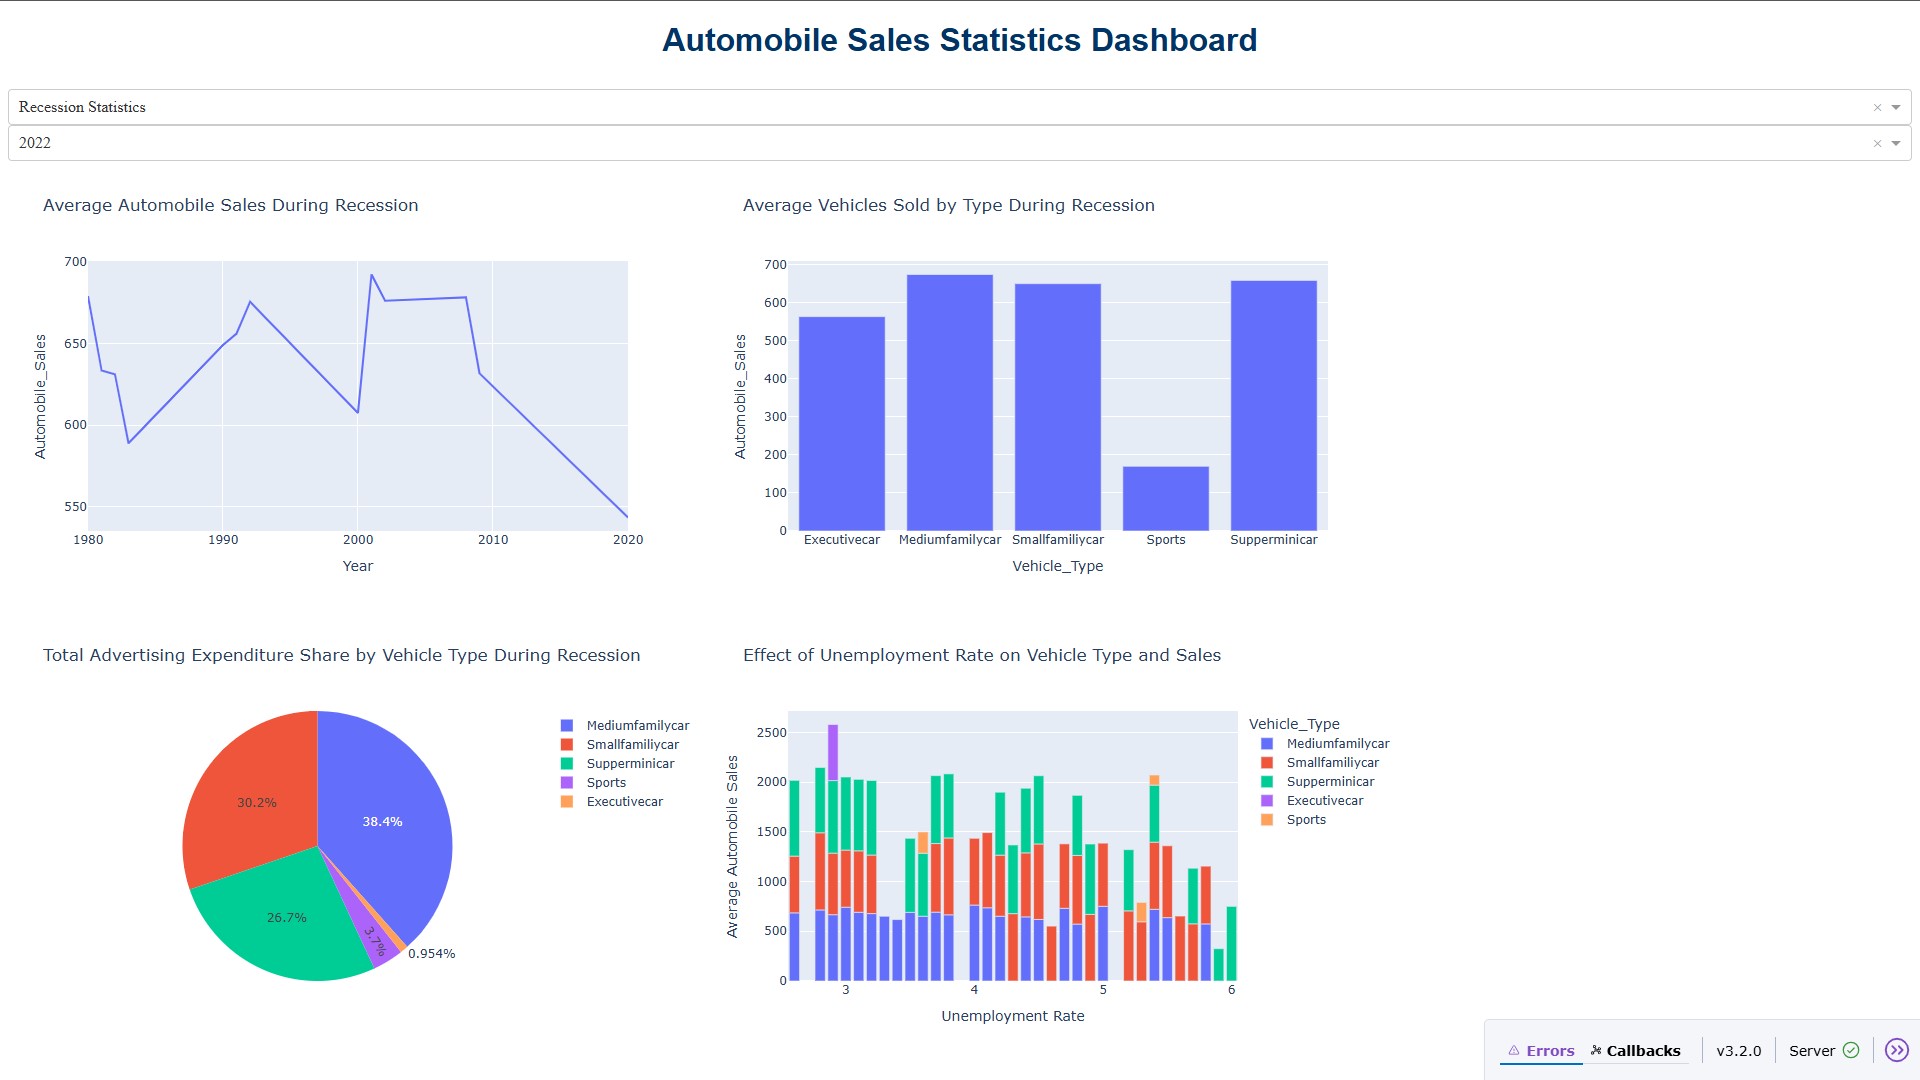 Automobile Sales Statistics Dashboard
Recession Statistics
×
2022
×
Average Automobile Sales During Recession
Automobile_Sales
700
650
600
550
1980 1990 2000 2010 2020
Year
Average Vehicles Sold by Type During Recession
Automobile_Sales
700
600
500
400
300
200
100
0
Executivecar Mediumfamilycar Smallfamiliycar Sports Supperminicar
Vehicle_Type
Total Advertising Expenditure Share by Vehicle Type During Recession
38.4%
30.2%
26.7%
3.7%
0.954%
Mediumfamilycar
Smallfamiliycar
Supperminicar
Sports
Executivecar
Effect of Unemployment Rate on Vehicle Type and Sales
Average Automobile Sales
2500
2000
1500
1000
500
0
3 4 5 6
Unemployment Rate
Vehicle_Type
Mediumfamilycar
Smallfamiliycar
Supperminicar
Executivecar
Sports
Errors Callbacks v3.2.0 Server